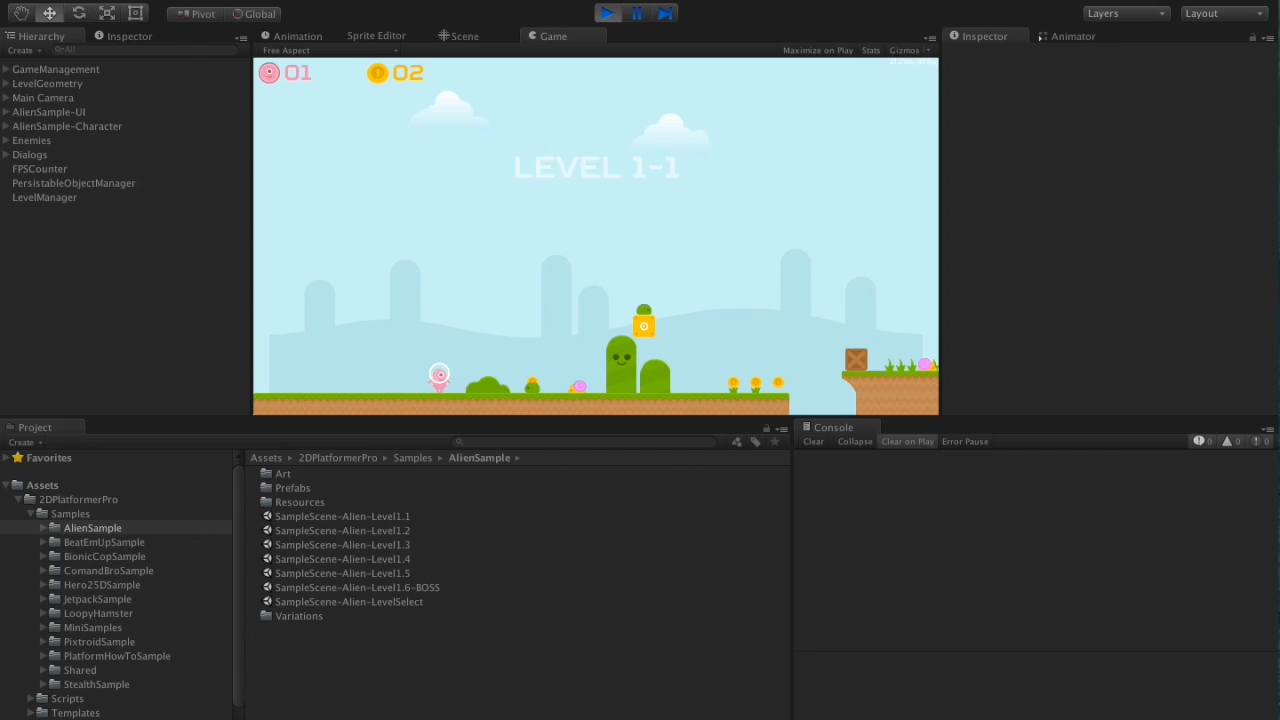 Pivot Global Layers Layout
Hierarchy Inspector Animation Sprite Editor Scene Game Inspector Animator
Create All Free Aspect Maximize on Play Stats Gizmos
GameManagement
LevelGeometry
Main Camera
AlienSample-UI
AlienSample-Character
Enemies
Dialogs
FPSCounter
PersistableObjectManager
LevelManager
01 02
LEVEL 1-1
Project
Create
Favorites
Assets
2DPlatformerPro
Samples
AlienSample
BeatEmUpSample
BionicCopSample
ComandBroSample
Hero25DSample
JetpackSample
LoopyHamster
MiniSamples
PixtroidSample
PlatformHowToSample
Shared
StealthSample
Scripts
Templates
Assets 2DPlatformerPro Samples AlienSample
Art
Prefabs
Resources
SampleScene-Alien-Level1.1
SampleScene-Alien-Level1.2
SampleScene-Alien-Level1.3
SampleScene-Alien-Level1.4
SampleScene-Alien-Level1.5
SampleScene-Alien-Level1.6-BOSS
SampleScene-Alien-LevelSelect
Variations
Console
Clear Collapse Clear on Play Error Pause 0 0 0